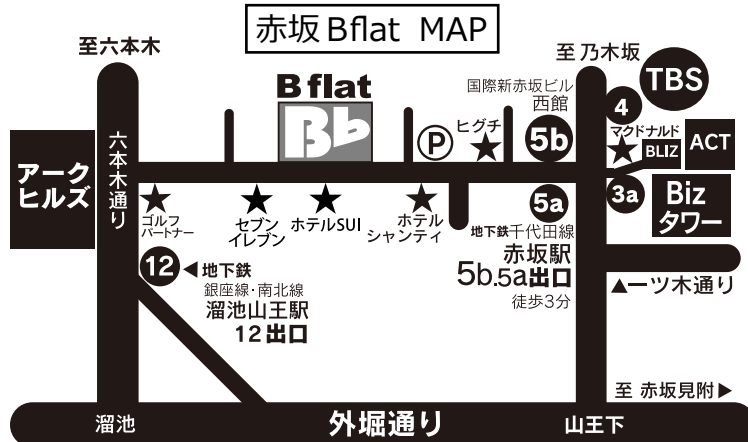 赤坂 Bflat MAP
至六本木
至 乃木坂
B flat
Bb
国際新赤坂ビル
西館
TBS
4
マクドナルド
BLIZ
ACT
P
ヒグチ
5b
アーク
ヒルズ
六本木通り
5a
3a
Biz
タワー
ゴルフ
パートナー
セブン
イレブン
ホテルSUI
ホテル
シャンティ
地下鉄千代田線
赤坂駅
5b.5a出口
徒歩3分
12
◀地下鉄
銀座線・南北線
溜池山王駅
12出口
▲一ツ木通り
至 赤坂見附▶
溜池
外堀通り
山王下